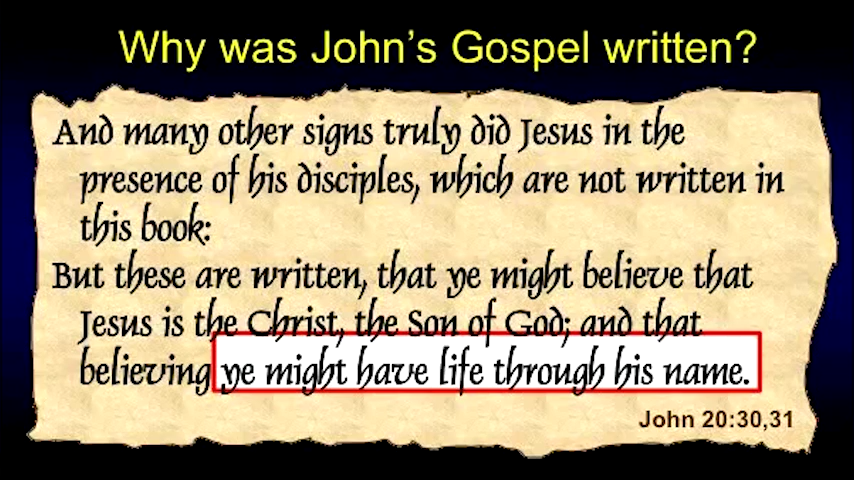 Why was John's Gospel written?
And many other signs truly did Jesus in the
presence of his disciples, which are not written in
this book:
But these are written, that ye might believe that
Jesus is the Christ, the Son of God; and that
believing ye might have life through his name.
John 20:30,31